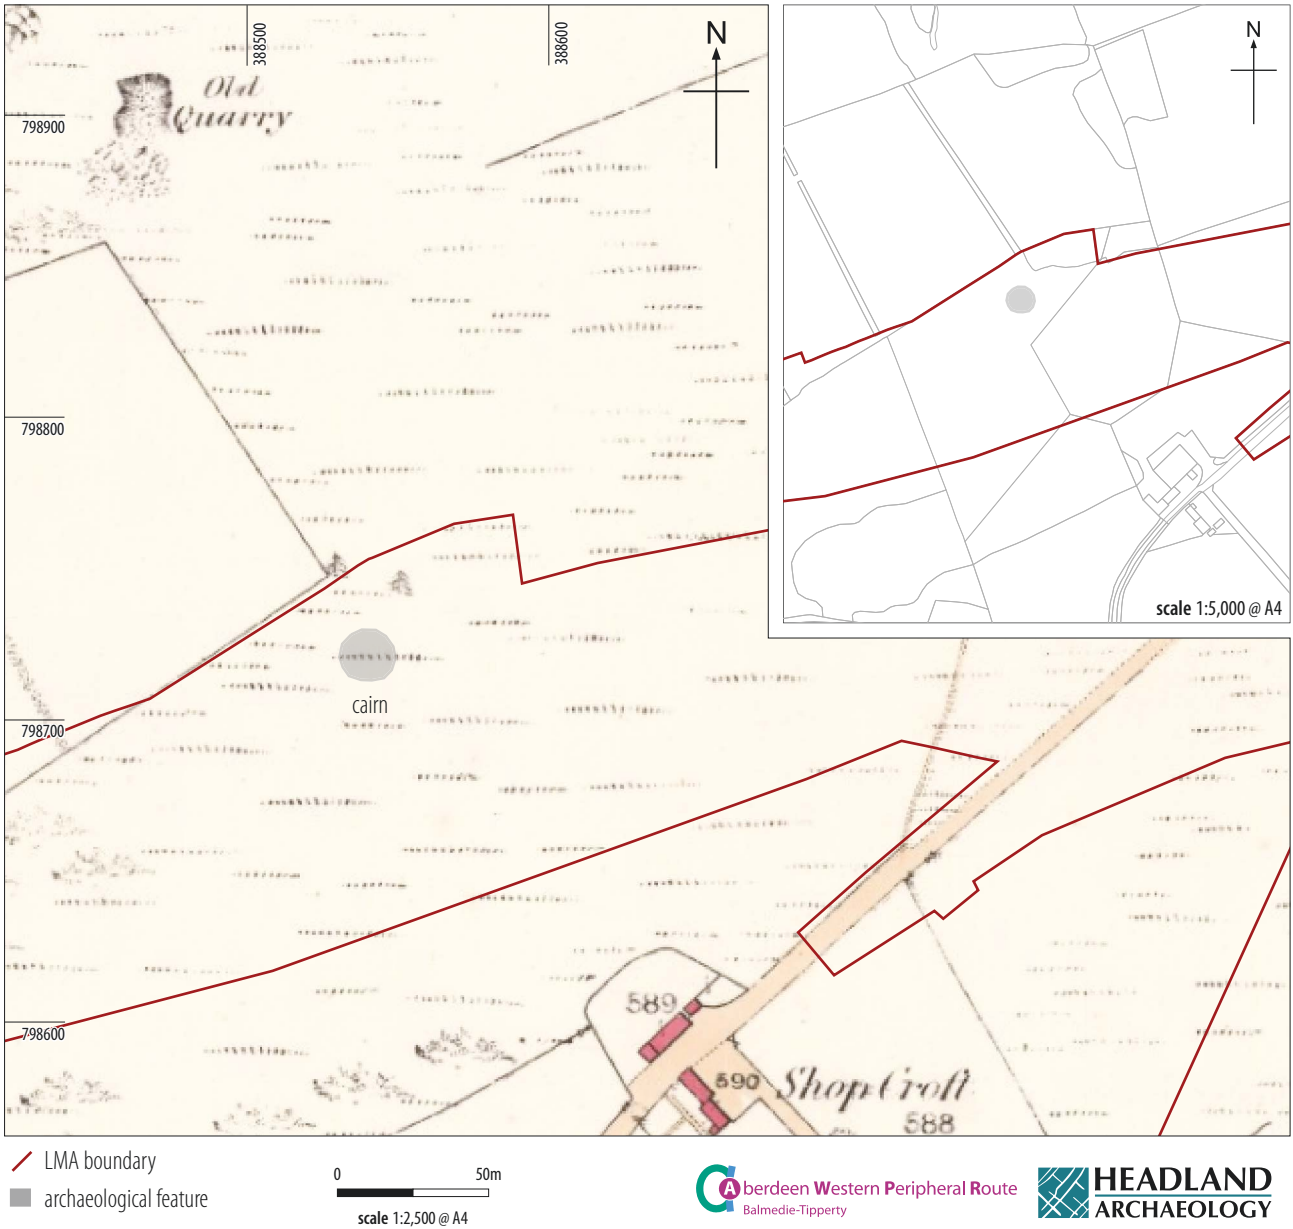 388500
388600
N
N
Old
Quarry
798900
798800
cairn
798700
scale 1:5,000 @ A4
589
798600
590
Shop Croft
588
LMA boundary
archaeological feature
0 50m
scale 1:2,500 @ A4
Aberdeen Western Peripheral Route
Balmedie-Tipperty
HEADLAND
ARCHAEOLOGY